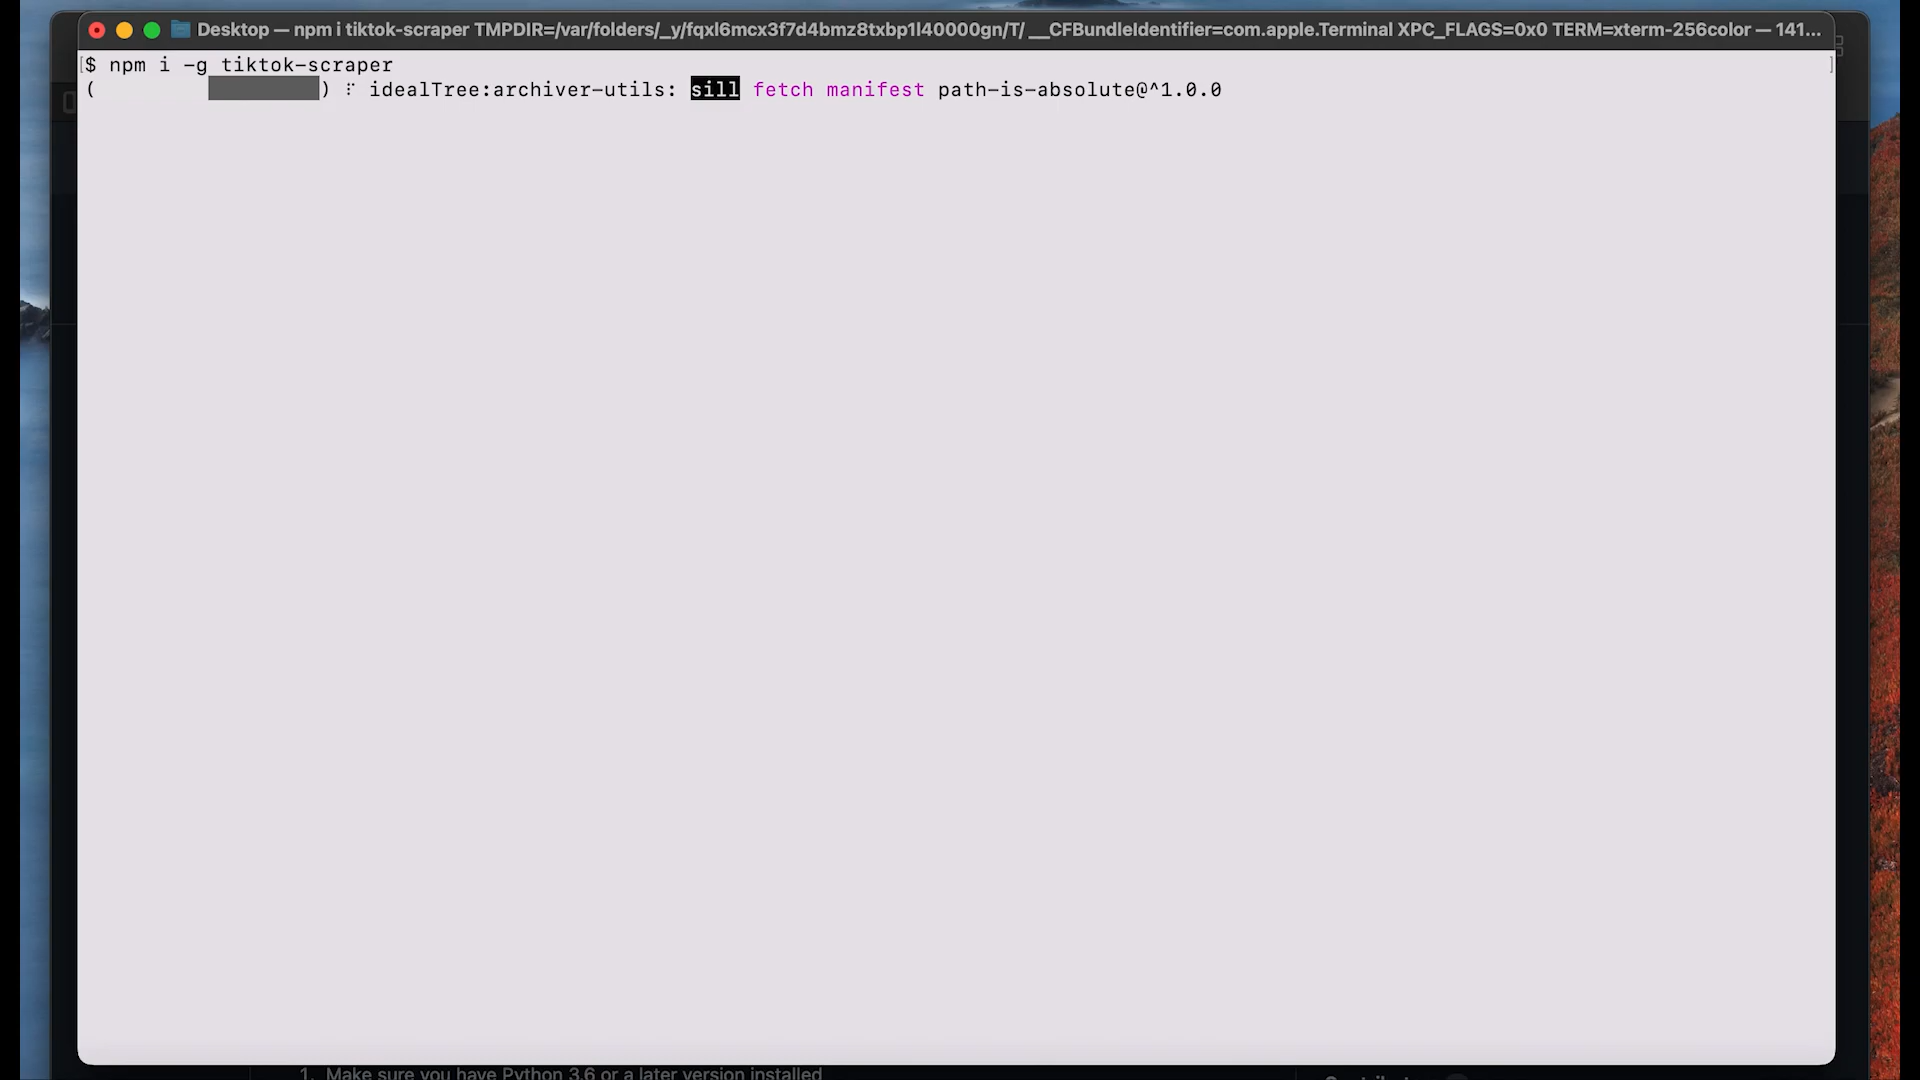 Desktop — npm i tiktok-scraper TMPDIR=/var/folders/_y/fqxl6mcx3f7d4bmz8txbp1l40000gn/T/ __CFBundleIdentifier=com.apple.Terminal XPC_FLAGS=0x0 TERM=xterm-256color — 141...
[$ npm i -g tiktok-scraper ]
( ) ⠏ idealTree:archiver-utils: sill fetch manifest path-is-absolute@^1.0.0
1. Make sure you have Python 3.6 or a later version installed